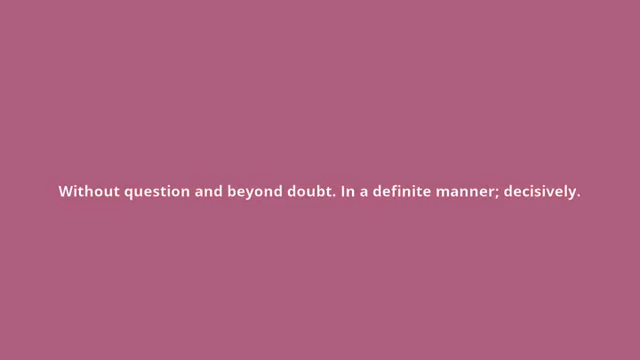 Without question and beyond doubt. In a definite manner; decisively.